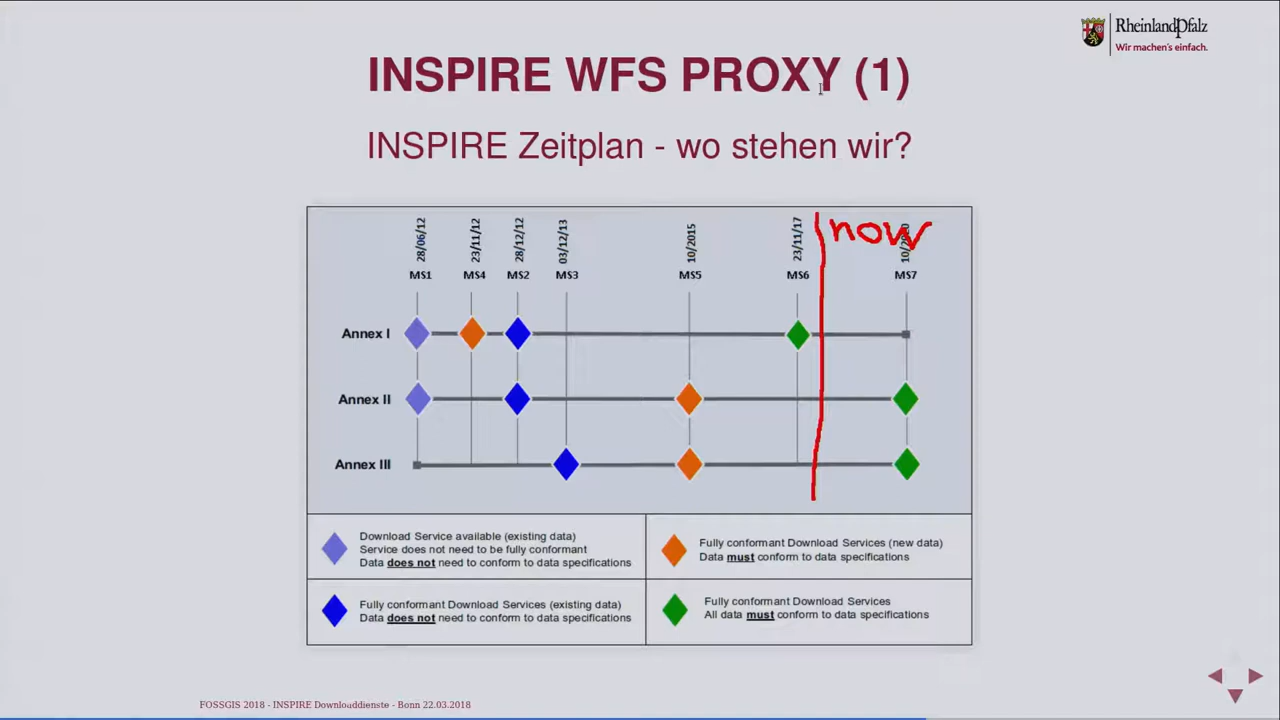 RheinlandPfalz
Wir machen's einfach.
INSPIRE WFS PROXY (1)
INSPIRE Zeitplan - wo stehen wir?
28/06/12
23/11/12
28/12/12
03/12/13
10/2015
23/11/17
now
MS1
MS4
MS2
MS3
MS5
MS6
MS7
Annex I
Annex II
Annex III
Download Service available (existing data)
Service does not need to be fully conformant
Data does not need to conform to data specifications
Fully conformant Download Services (new data)
Data must conform to data specifications
Fully conformant Download Services (existing data)
Data does not need to conform to data specifications
Fully conformant Download Services
All data must conform to data specifications
FOSSGIS 2018 - INSPIRE Downloaddienste - Bonn 22.03.2018